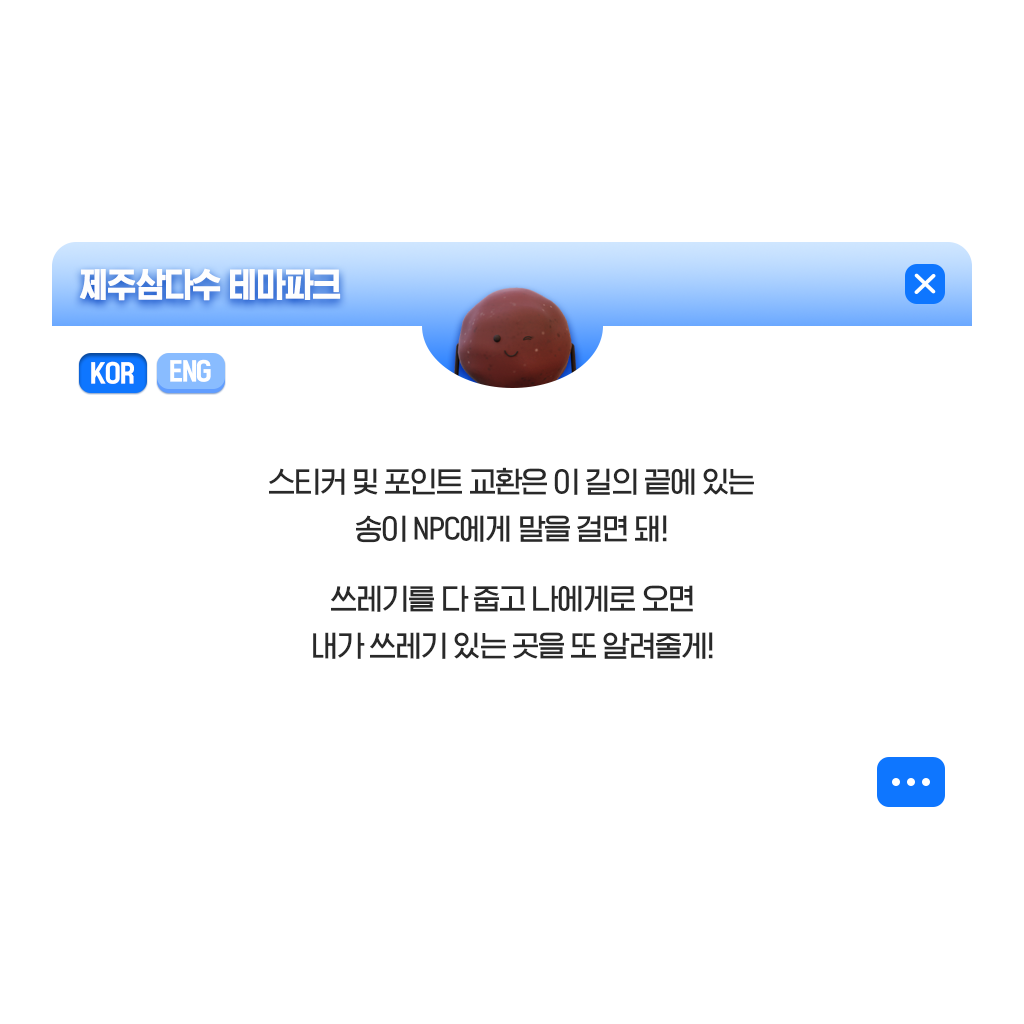 제주삼다수 테마파크
KOR ENG
스티커 및 포인트 교환은 이 길의 끝에 있는
송이 NPC에게 말을 걸면 돼!
쓰레기를 다 줍고 나에게로 오면
내가 쓰레기 있는 곳을 또 알려줄게!